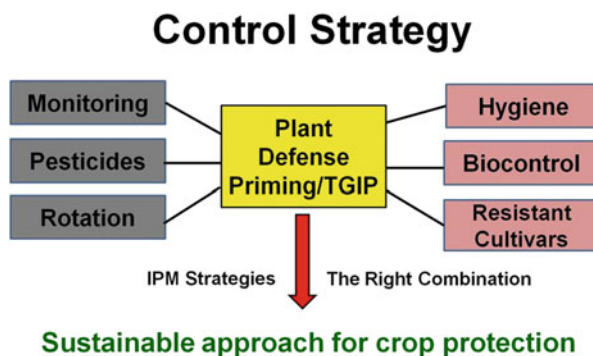 Control Strategy
Monitoring
Pesticides
Rotation
Plant
Defense
Priming/TGIP
Hygiene
Biocontrol
Resistant
Cultivars
IPM Strategies
The Right Combination
Sustainable approach for crop protection